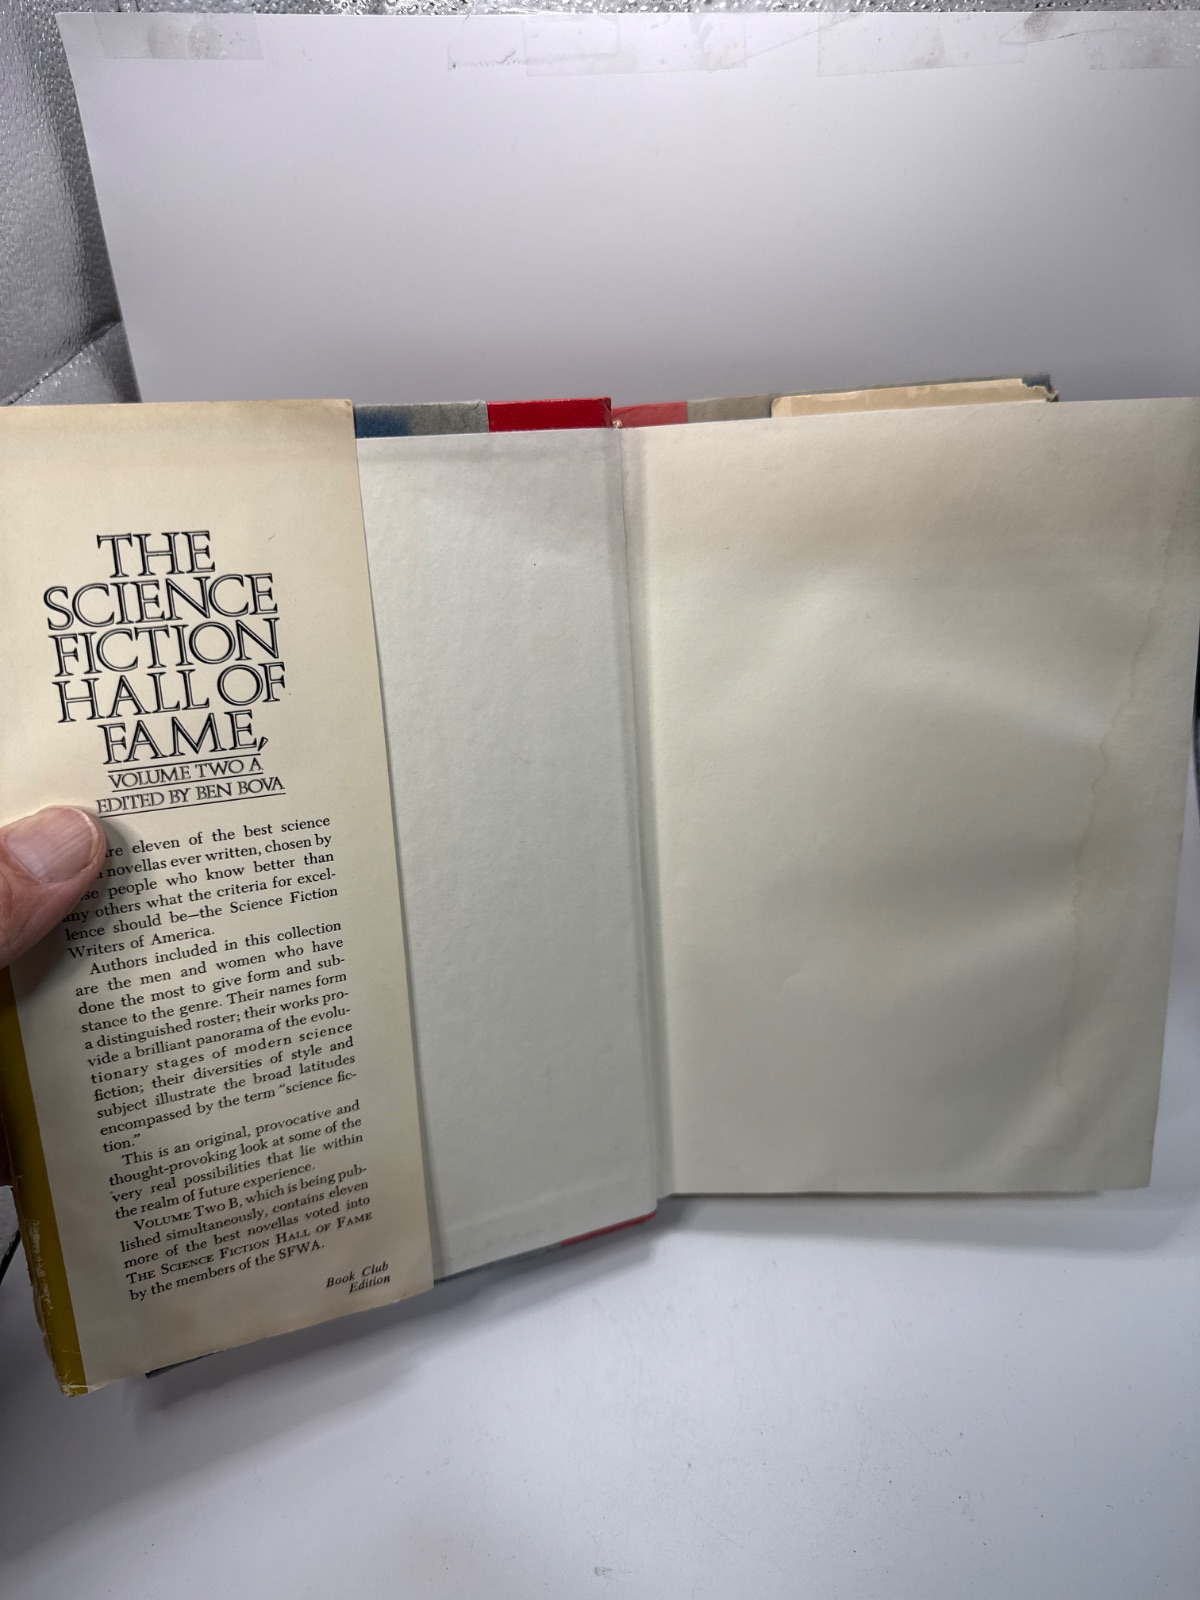 THE
SCIENCE
FICTION
HALL OF
FAME,
VOLUME TWO A
EDITED BY BEN BOVA
re eleven of the best science
novellas ever written, chosen by
se people who know better than
any others what the criteria for excel-
lence should be—the Science Fiction
Writers of America.
Authors included in this collection
are the men and women who have
done the most to give form and sub-
stance to the genre. Their names form
a distinguished roster; their works pro-
vide a brilliant panorama of the evolu-
tionary stages of modern science
fiction; their diversities of style and
subject illustrate the broad latitudes
encompassed by the term "science fic-
tion."
This is an original, provocative and
thought-provoking look at some of the
very real possibilities that lie within
the realm of future experience.
VOLUME TWO B, which is being pub-
lished simultaneously, contains eleven
more of the best novellas voted into
THE SCIENCE FICTION HALL OF FAME
by the members of the SFWA.
Book Club
Edition